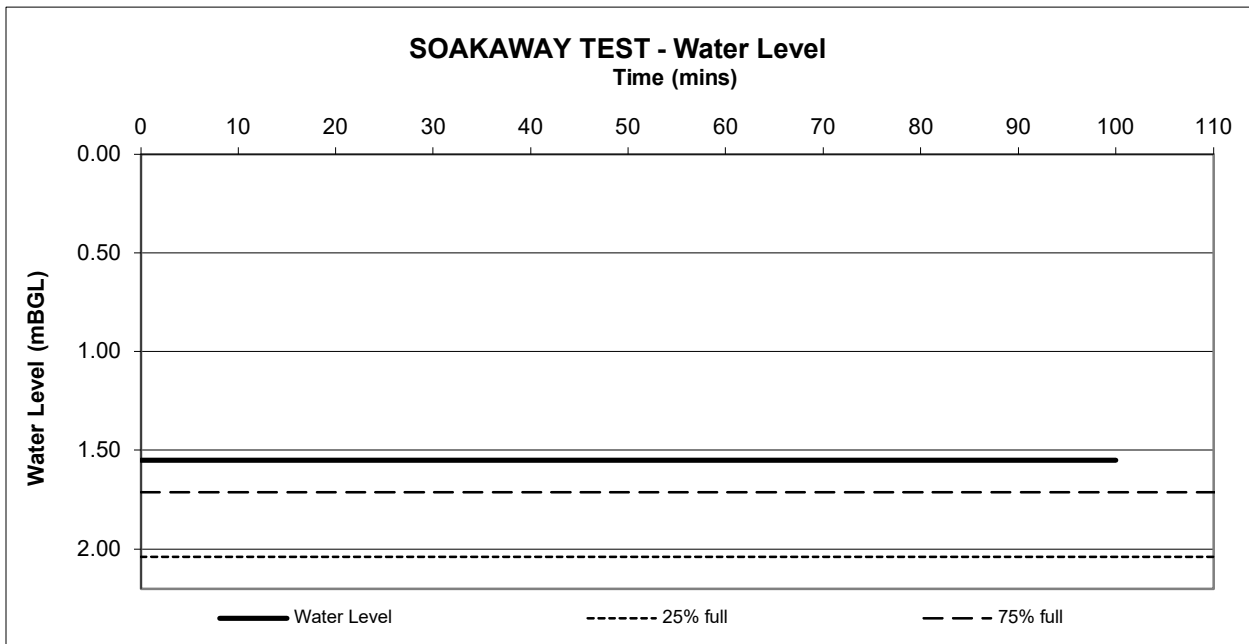 SOAKAWAY TEST - Water Level
Time (mins)
0 10 20 30 40 50 60 70 80 90 100 110
0.00
0.50
1.00
1.50
2.00
Water Level (mBGL)
Water Level 25% full 75% full